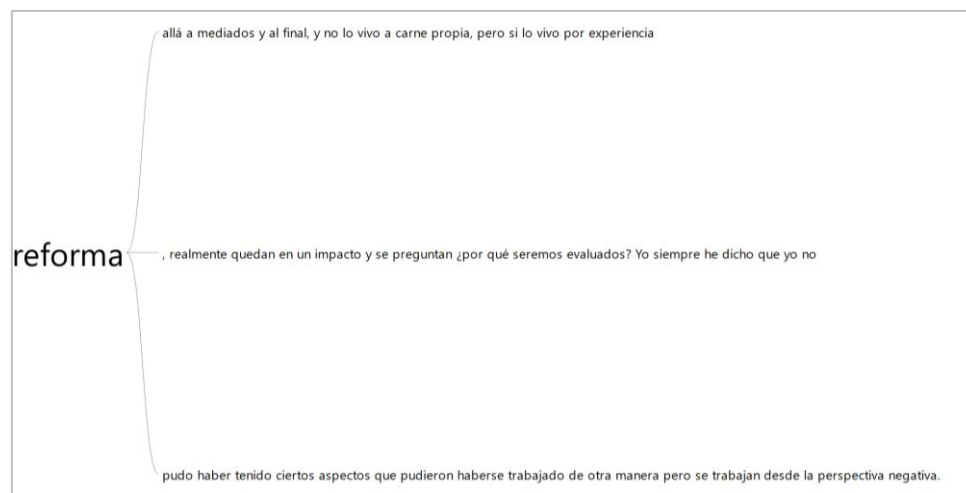 allá a mediados y al final, y no lo vivo a carne propia, pero si lo vivo por experiencia
reforma
, realmente quedan en un impacto y se preguntan ¿por qué seremos evaluados? Yo siempre he dicho que yo no
pudo haber tenido ciertos aspectos que pudieron haberse trabajado de otra manera pero se trabajan desde la perspectiva negativa.